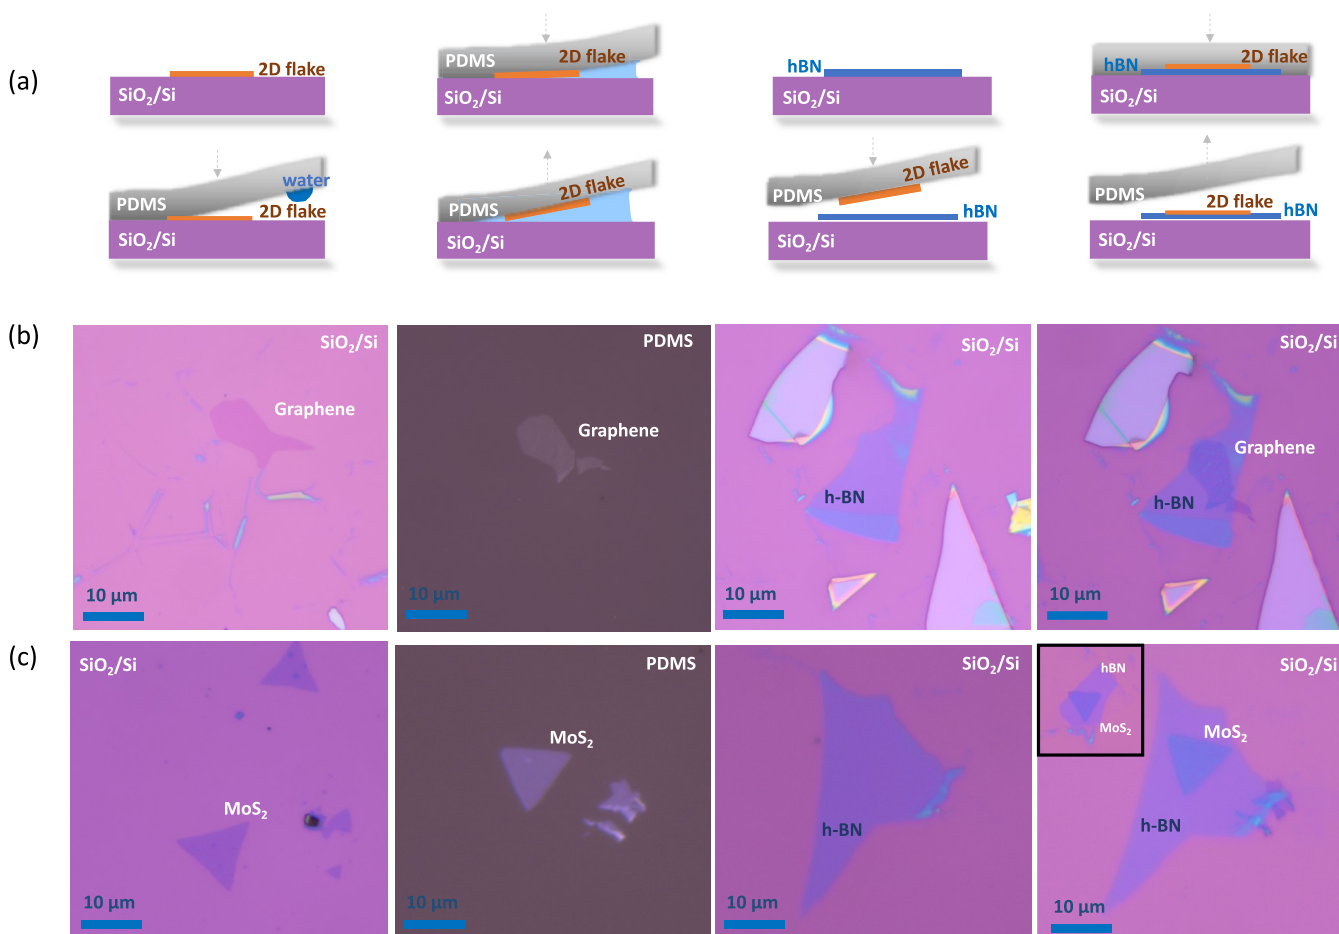 (a)
2D flake
SiO₂/Si
PDMS
2D flake
SiO₂/Si
hBN
SiO₂/Si
hBN
2D flake
SiO₂/Si
PDMS
water
2D flake
SiO₂/Si
PDMS
2D flake
SiO₂/Si
PDMS
2D flake
hBN
SiO₂/Si
PDMS
2D flake
hBN
SiO₂/Si
(b)
SiO₂/Si
Graphene
10 µm
PDMS
Graphene
10 µm
SiO₂/Si
h-BN
10 µm
SiO₂/Si
Graphene
h-BN
10 µm
(c)
SiO₂/Si
MoS₂
10 µm
PDMS
MoS₂
10 µm
SiO₂/Si
h-BN
10 µm
hBN
MoS₂
SiO₂/Si
MoS₂
h-BN
10 µm